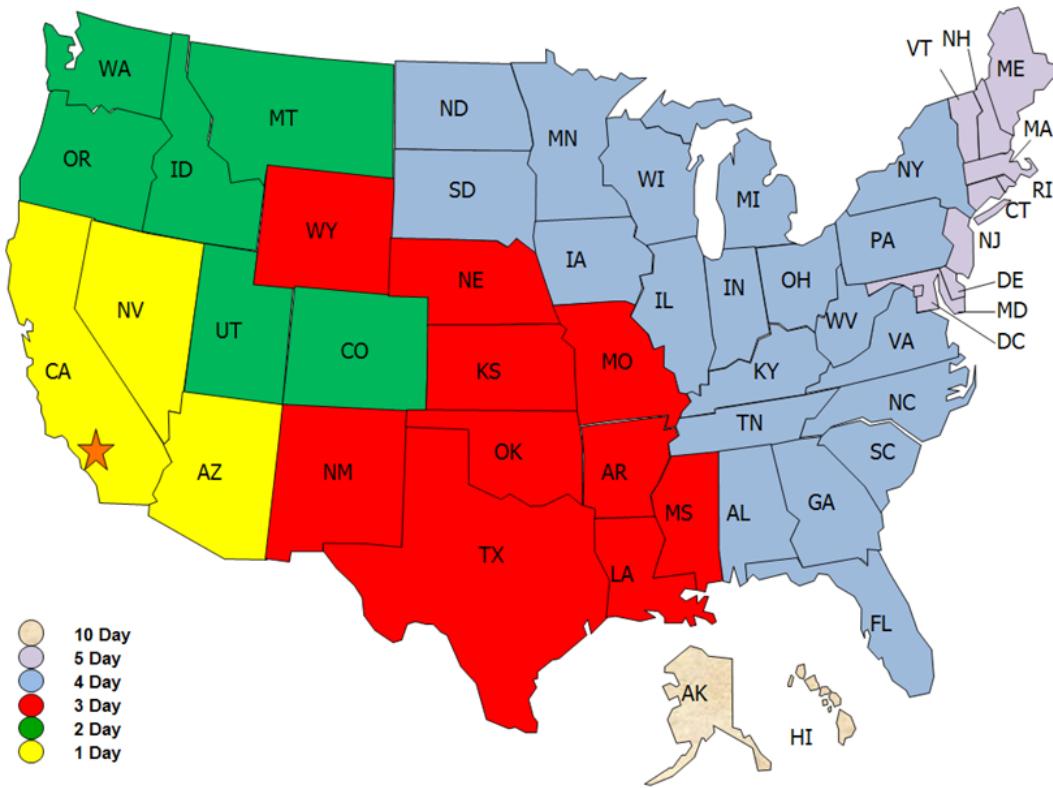 WA
MT
ND
MN
VT
NH
ME
OR
ID
SD
WI
MI
NY
MA
RI
CT
WY
NE
IA
IL
IN
OH
PA
NJ
DE
MD
DC
NV
UT
CO
KS
MO
KY
WV
VA
CA
AZ
NM
OK
AR
TN
NC
SC
TX
LA
MS
AL
GA
FL
AK
HI
10 Day
5 Day
4 Day
3 Day
2 Day
1 Day